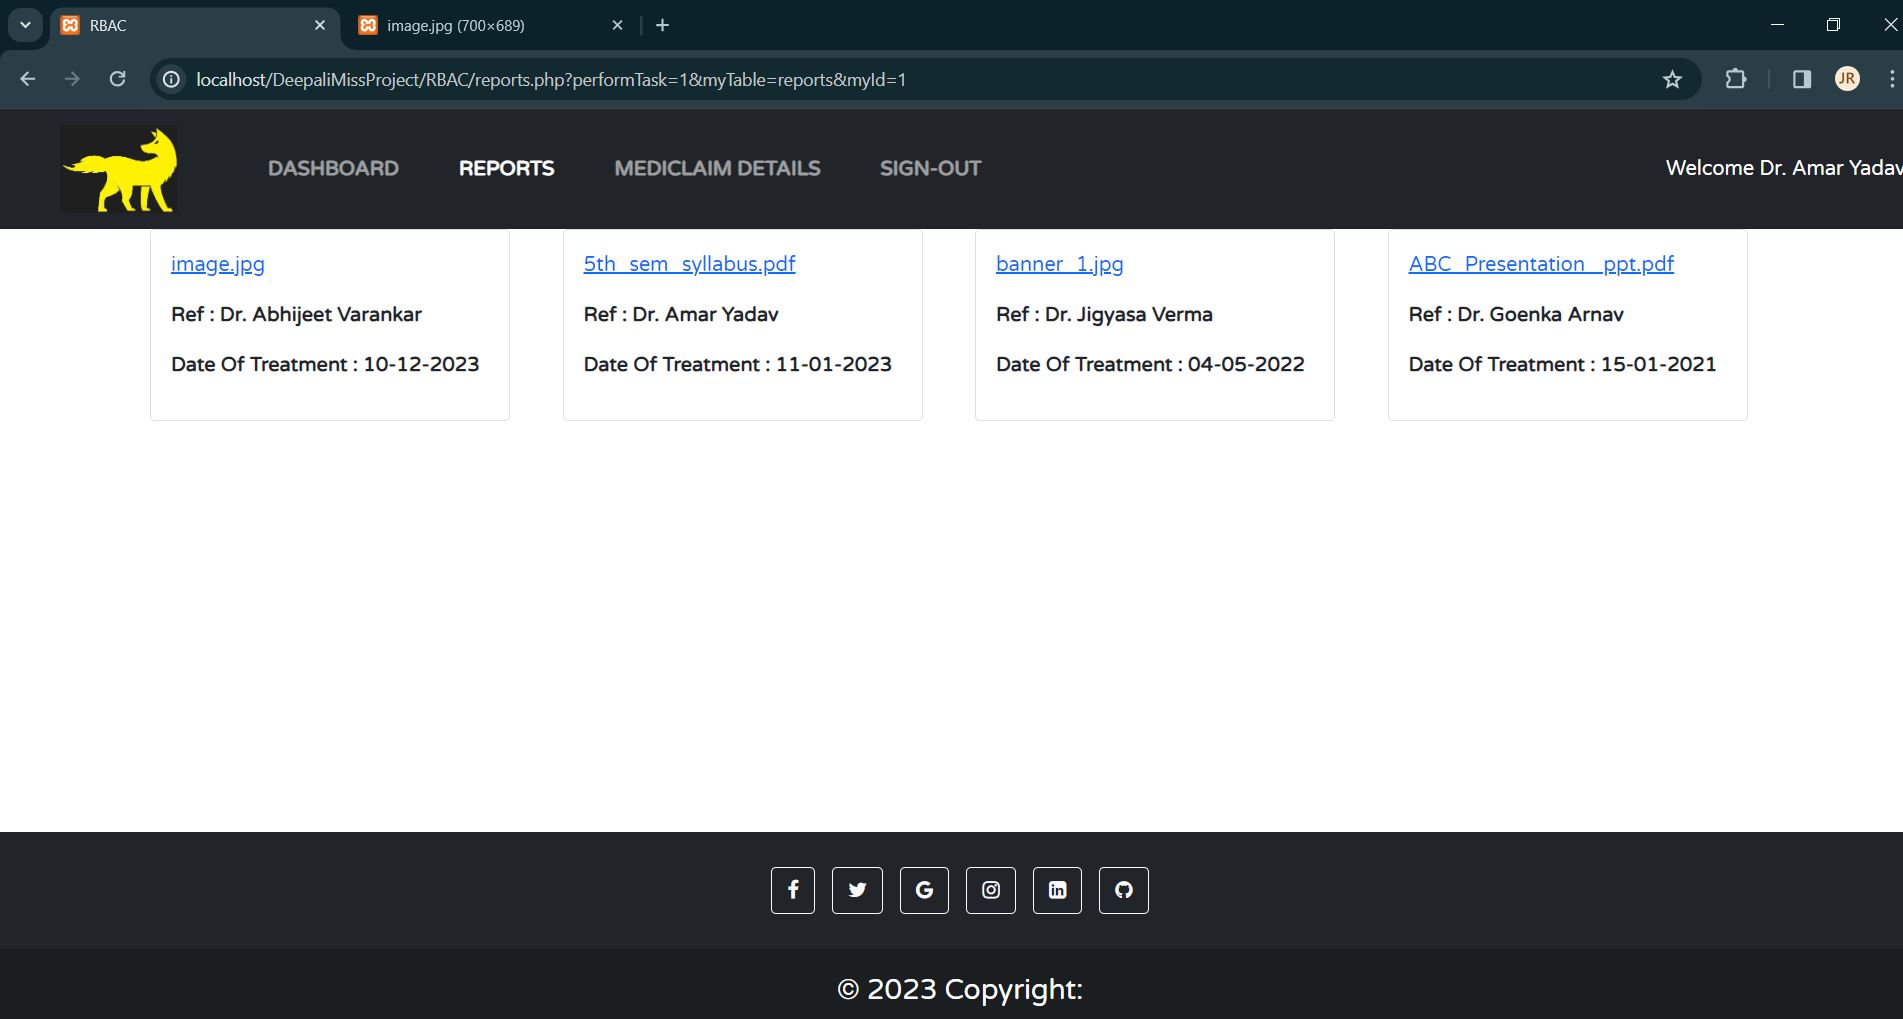 RBAC
image.jpg (700×689)
localhost/DeepaliMissProject/RBAC/reports.php?performTask=1&myTable=reports&myId=1
JR
DASHBOARD REPORTS MEDICLAIM DETAILS SIGN-OUT Welcome Dr. Amar Yadav
image.jpg
Ref : Dr. Abhijeet Varankar
Date Of Treatment : 10-12-2023
5th_sem_syllabus.pdf
Ref : Dr. Amar Yadav
Date Of Treatment : 11-01-2023
banner_1.jpg
Ref : Dr. Jigyasa Verma
Date Of Treatment : 04-05-2022
ABC_Presentation__ppt.pdf
Ref : Dr. Goenka Arnav
Date Of Treatment : 15-01-2021
© 2023 Copyright: